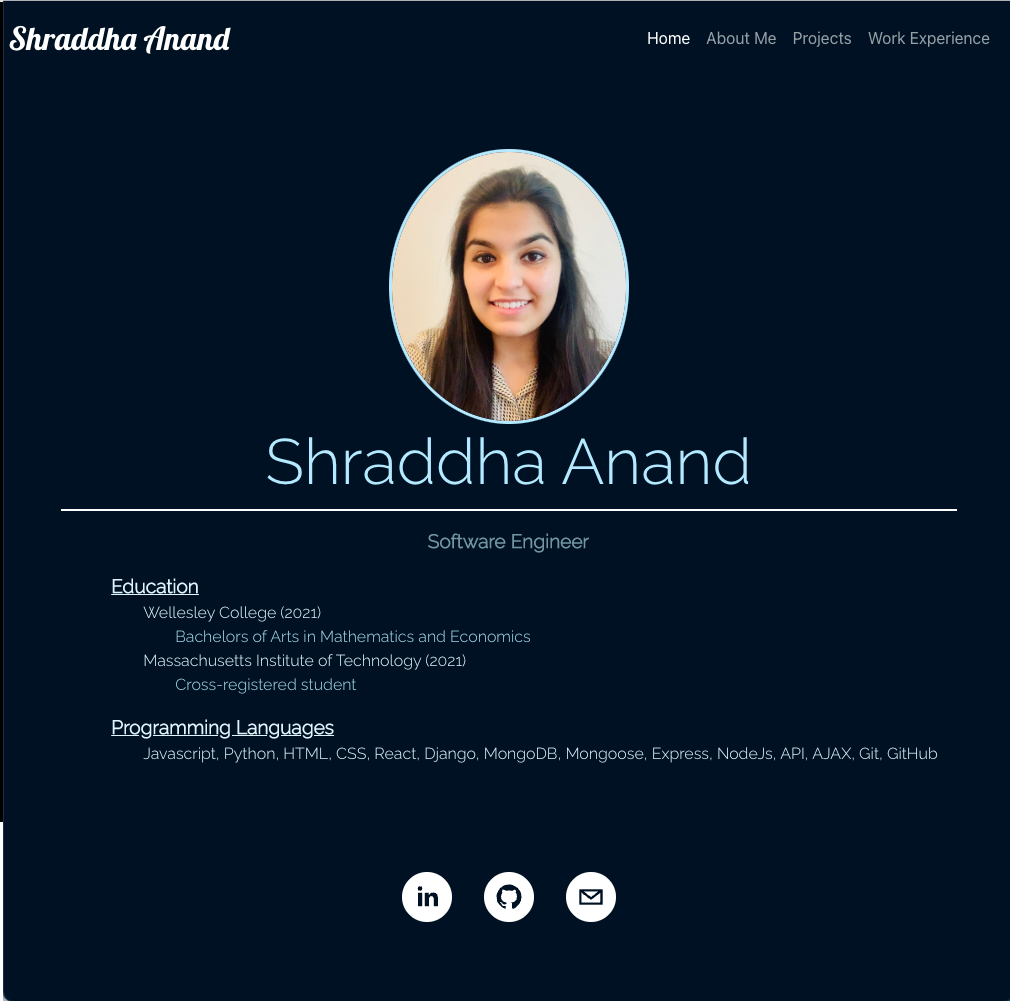 Shraddha Anand
Home About Me Projects Work Experience
Shraddha Anand
Software Engineer
Education
Wellesley College (2021)
Bachelors of Arts in Mathematics and Economics
Massachusetts Institute of Technology (2021)
Cross-registered student
Programming Languages
Javascript, Python, HTML, CSS, React, Django, MongoDB, Mongoose, Express, NodeJs, API, AJAX, Git, GitHub
in